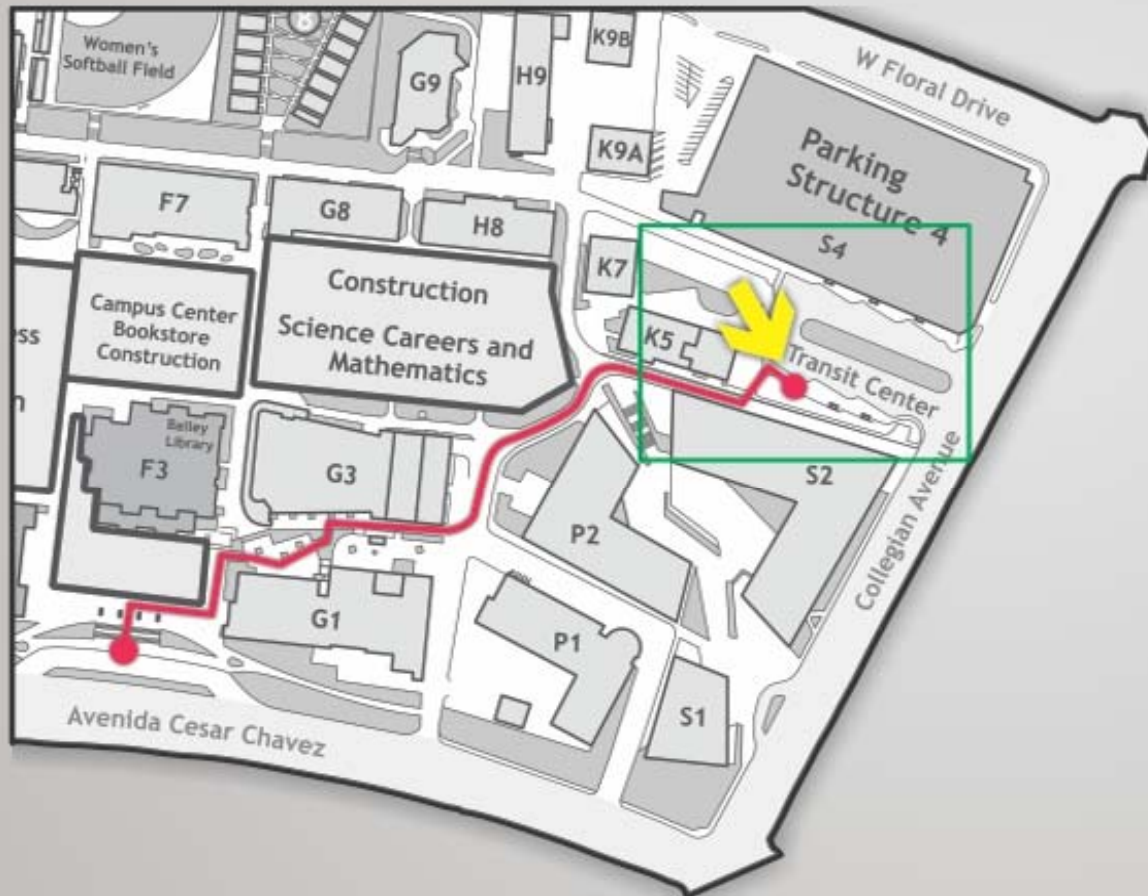 Women's
Softball Field
8
G9
H9
K9B
W Floral Drive
K9A
Parking
Structure 4
S4
F7
G8
H8
K7
Construction
Science Careers and
Mathematics
Campus Center
Bookstore
Construction
ess
n
K5
Transit Center
Bailey
Library
F3
G3
S2
P2
Collegian Avenue
G1
P1
S1
Avenida Cesar Chavez